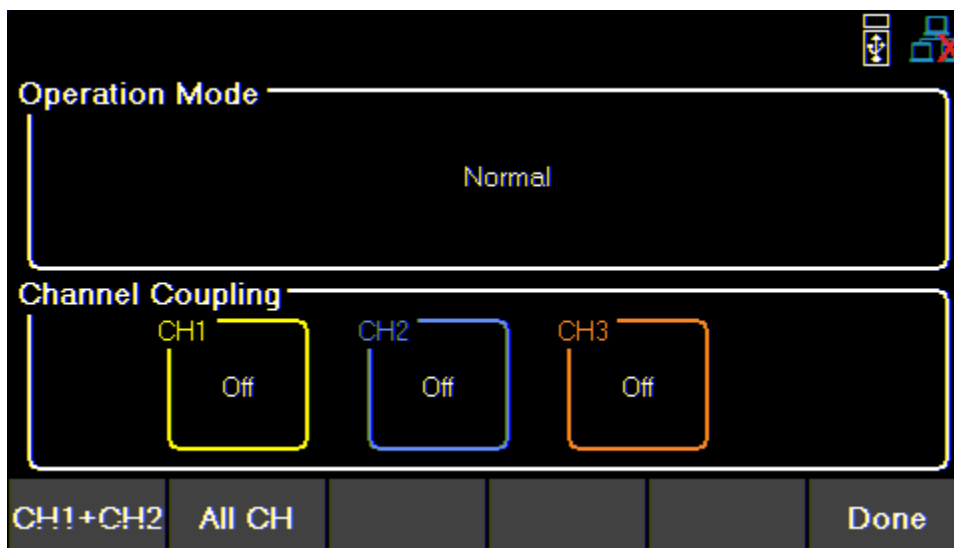 Operation Mode
Normal
Channel Coupling
CH1 CH2 CH3
Off Off Off
CH1+CH2 All CH Done